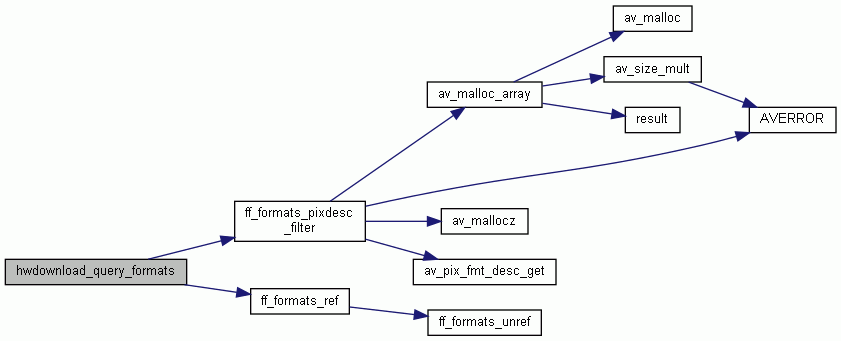 av_malloc
av_size_mult
av_malloc_array
result
AVERROR
ff_formats_pixdesc
_filter
av_mallocz
hwdownload_query_formats
av_pix_fmt_desc_get
ff_formats_ref
ff_formats_unref